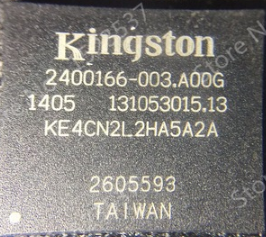 Kingston
2400166-003.A00G
1405 131053015.13
KE4CN2L2HA5A2A
2605593
TAIWAN